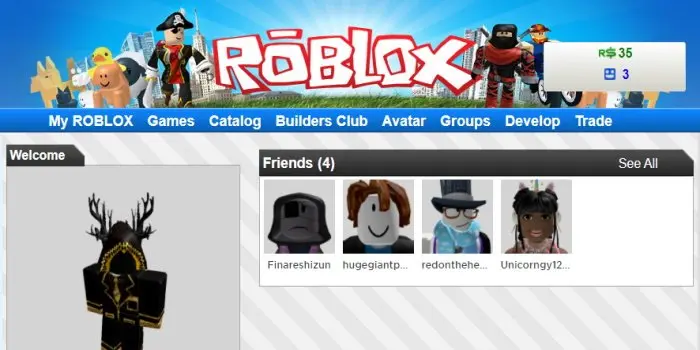 RŌBLOX
R$ 35
3
My ROBLOX Games Catalog Builders Club Avatar Groups Develop Trade
Welcome
Friends (4) See All
Finareshizun hugegiantp... redonthehe... Unicorngy12...